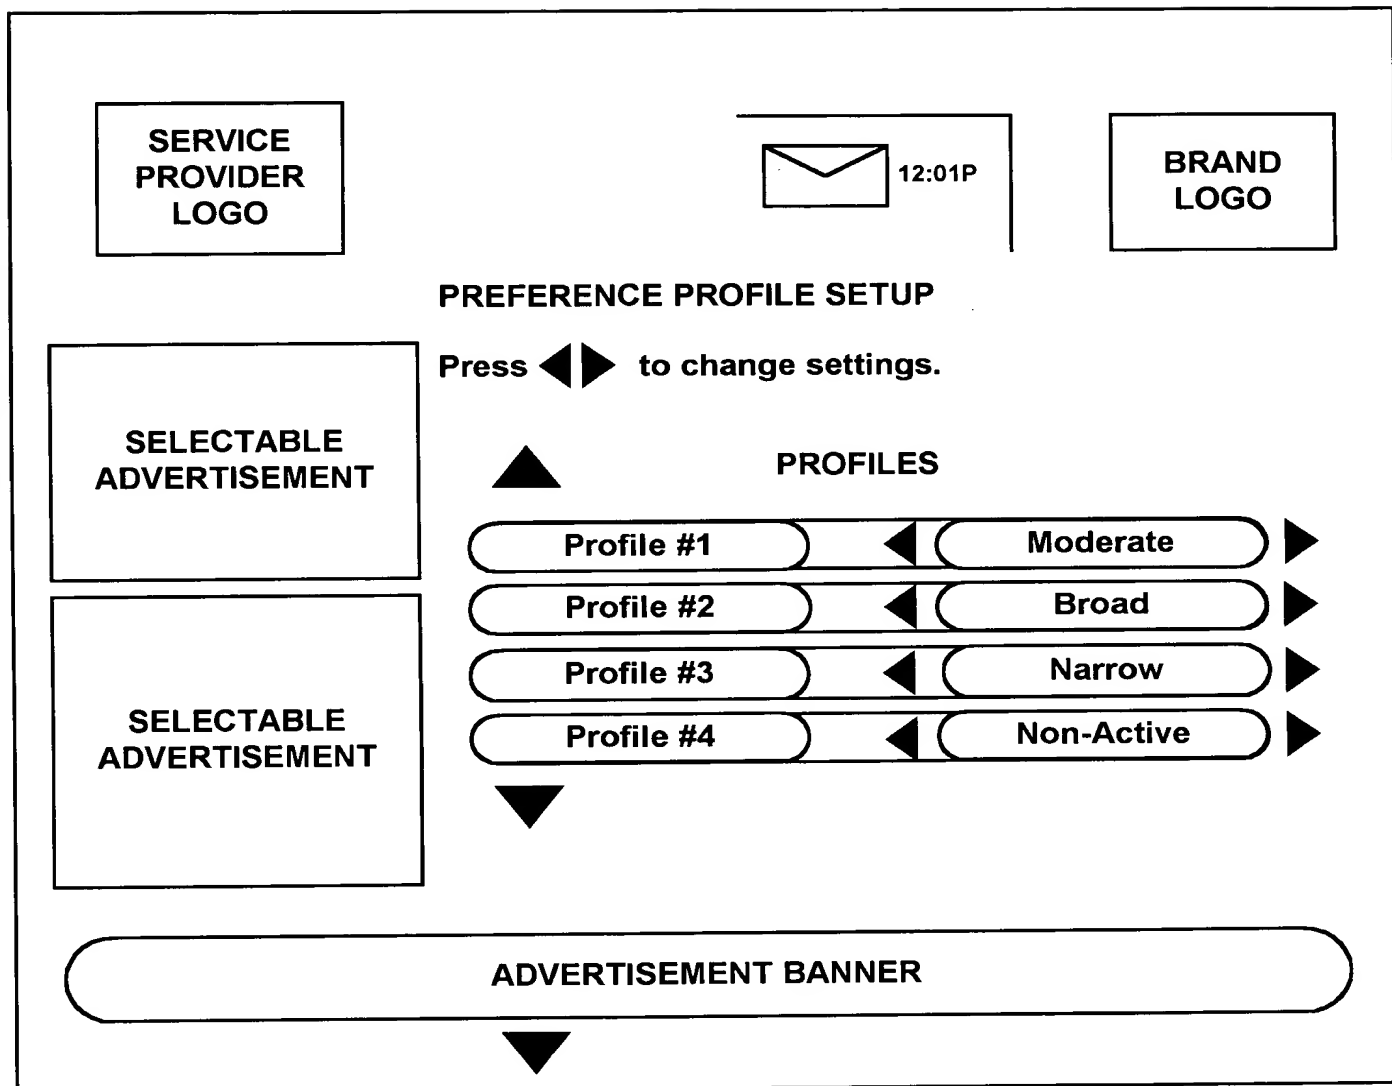 SERVICE
PROVIDER
LOGO
12:01P
BRAND
LOGO
PREFERENCE PROFILE SETUP
Press ◀ ▶ to change settings.
SELECTABLE
ADVERTISEMENT
PROFILES
Profile #1 Moderate
Profile #2 Broad
Profile #3 Narrow
Profile #4 Non-Active
SELECTABLE
ADVERTISEMENT
ADVERTISEMENT BANNER